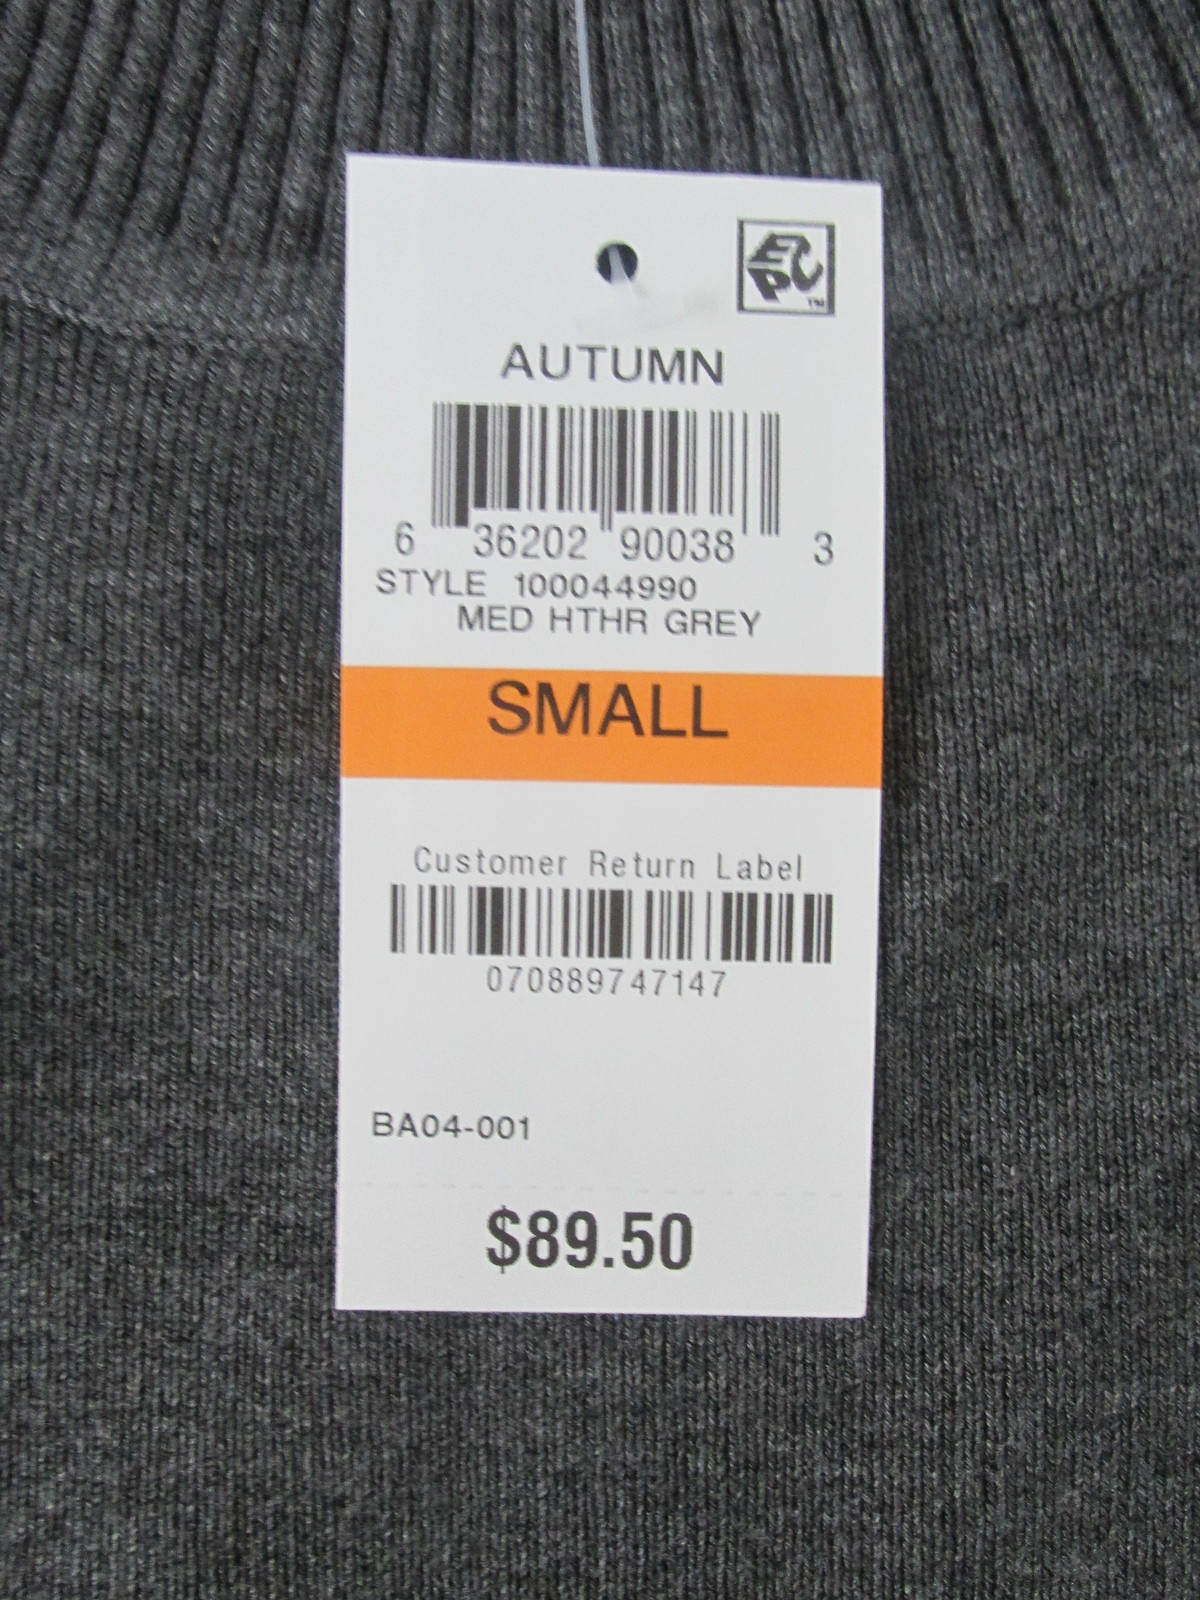 EPC™
AUTUMN
6 36202 90038 3
STYLE 100044990
MED HTHR GREY
SMALL
Customer Return Label
070889747147
BA04-001
$89.50